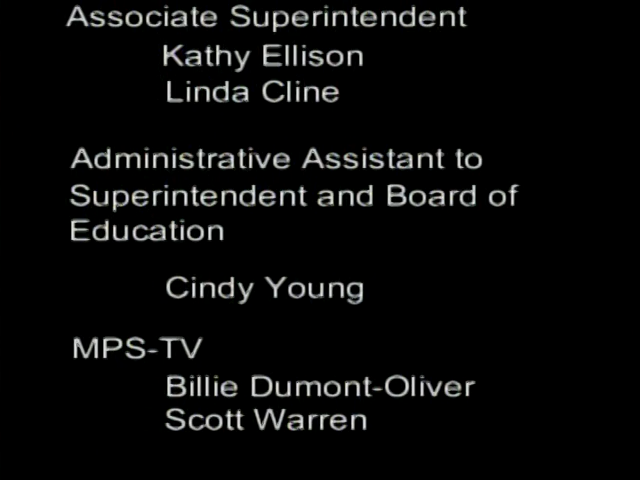 Associate Superintendent
Kathy Ellison
Linda Cline
Administrative Assistant to
Superintendent and Board of
Education
Cindy Young
MPS-TV
Billie Dumont-Oliver
Scott Warren